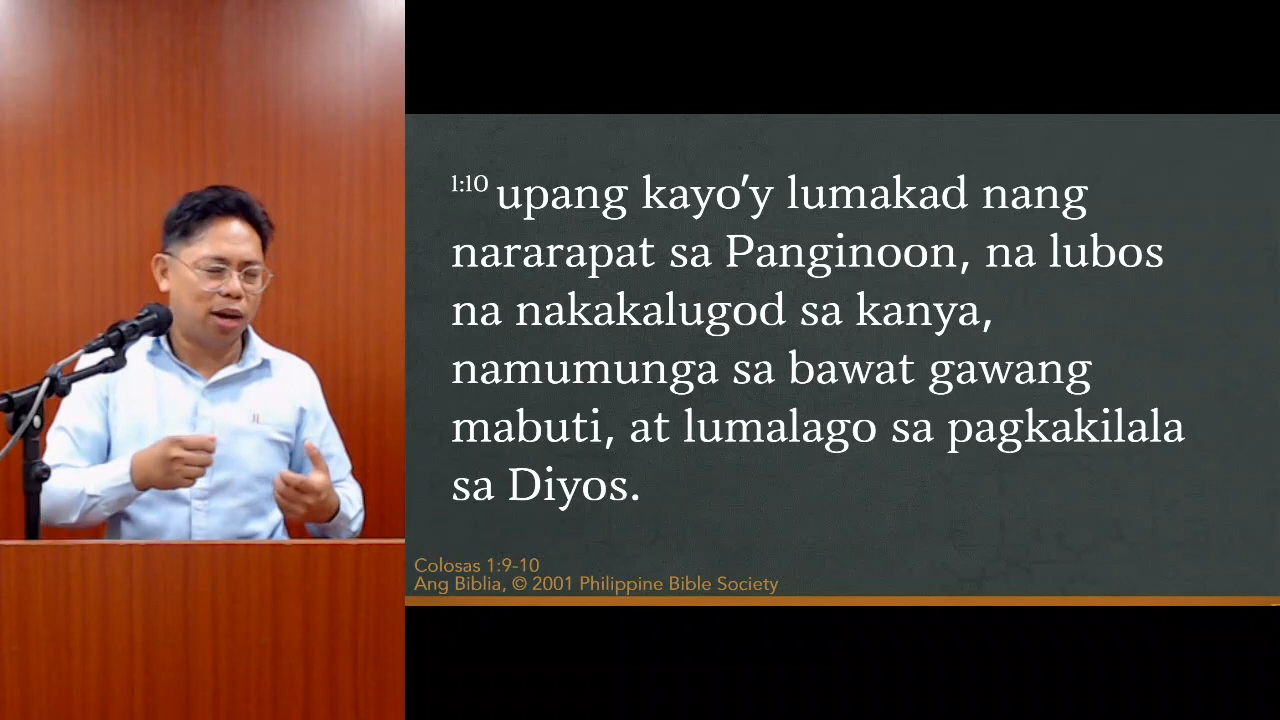 1:10 upang kayo’y lumakad nang
nararapat sa Panginoon, na lubos
na nakakalugod sa kanya,
namumunga sa bawat gawang
mabuti, at lumalago sa pagkakilala
sa Diyos.
Colosas 1:9-10
Ang Biblia, © 2001 Philippine Bible Society